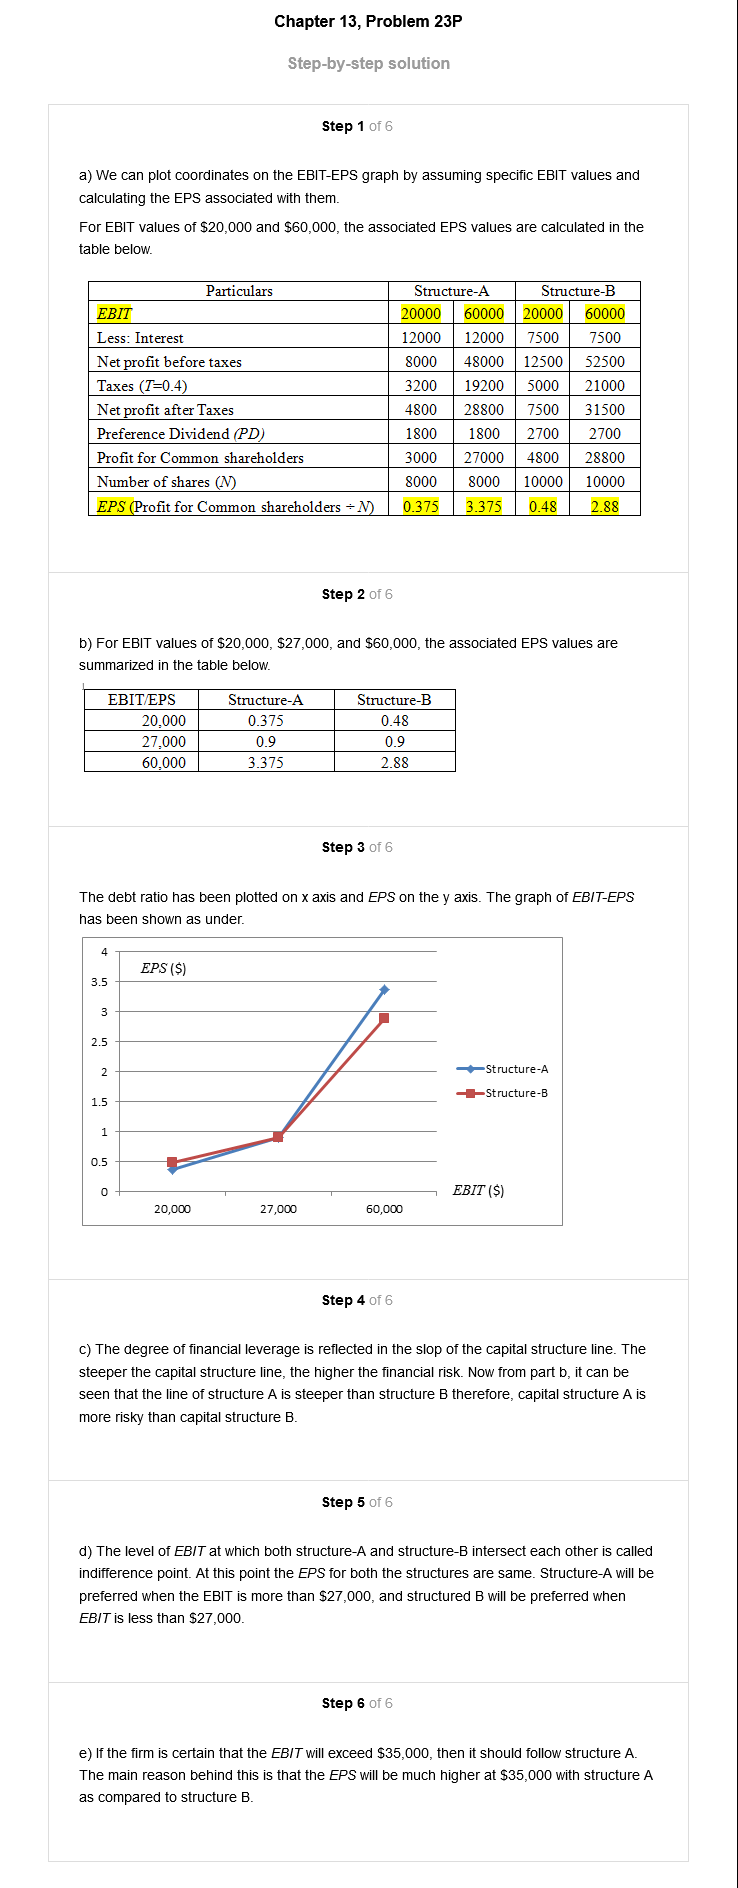 Chapter 13, Problem 23P
Step-by-step solution
Step 1 of 6
a) We can plot coordinates on the EBIT-EPS graph by assuming specific EBIT values and
calculating the EPS associated with them.
For EBIT values of $20,000 and $60,000, the associated EPS values are calculated in the
table below.
Particulars Structure-A Structure-B
EBIT 20000 60000 20000 60000
Less: Interest 12000 12000 7500 7500
Net profit before taxes 8000 48000 12500 52500
Taxes (T=0.4) 3200 19200 5000 21000
Net profit after Taxes 4800 28800 7500 31500
Preference Dividend (PD) 1800 1800 2700 2700
Profit for Common shareholders 3000 27000 4800 28800
Number of shares (N) 8000 8000 10000 10000
EPS (Profit for Common shareholders ÷ N) 0.375 3.375 0.48 2.88
Step 2 of 6
b) For EBIT values of $20,000, $27,000, and $60,000, the associated EPS values are
summarized in the table below.
EBIT/EPS Structure-A Structure-B
20,000 0.375 0.48
27,000 0.9 0.9
60,000 3.375 2.88
Step 3 of 6
The debt ratio has been plotted on x axis and EPS on the y axis. The graph of EBIT-EPS
has been shown as under.
4
EPS ($)
3.5
3
2.5
2
Structure-A
Structure-B
1.5
1
0.5
0
EBIT ($)
20,000 27,000 60,000
Step 4 of 6
c) The degree of financial leverage is reflected in the slop of the capital structure line. The
steeper the capital structure line, the higher the financial risk. Now from part b, it can be
seen that the line of structure A is steeper than structure B therefore, capital structure A is
more risky than capital structure B.
Step 5 of 6
d) The level of EBIT at which both structure-A and structure-B intersect each other is called
indifference point. At this point the EPS for both the structures are same. Structure-A will be
preferred when the EBIT is more than $27,000, and structured B will be preferred when
EBIT is less than $27,000.
Step 6 of 6
e) If the firm is certain that the EBIT will exceed $35,000, then it should follow structure A.
The main reason behind this is that the EPS will be much higher at $35,000 with structure A
as compared to structure B.